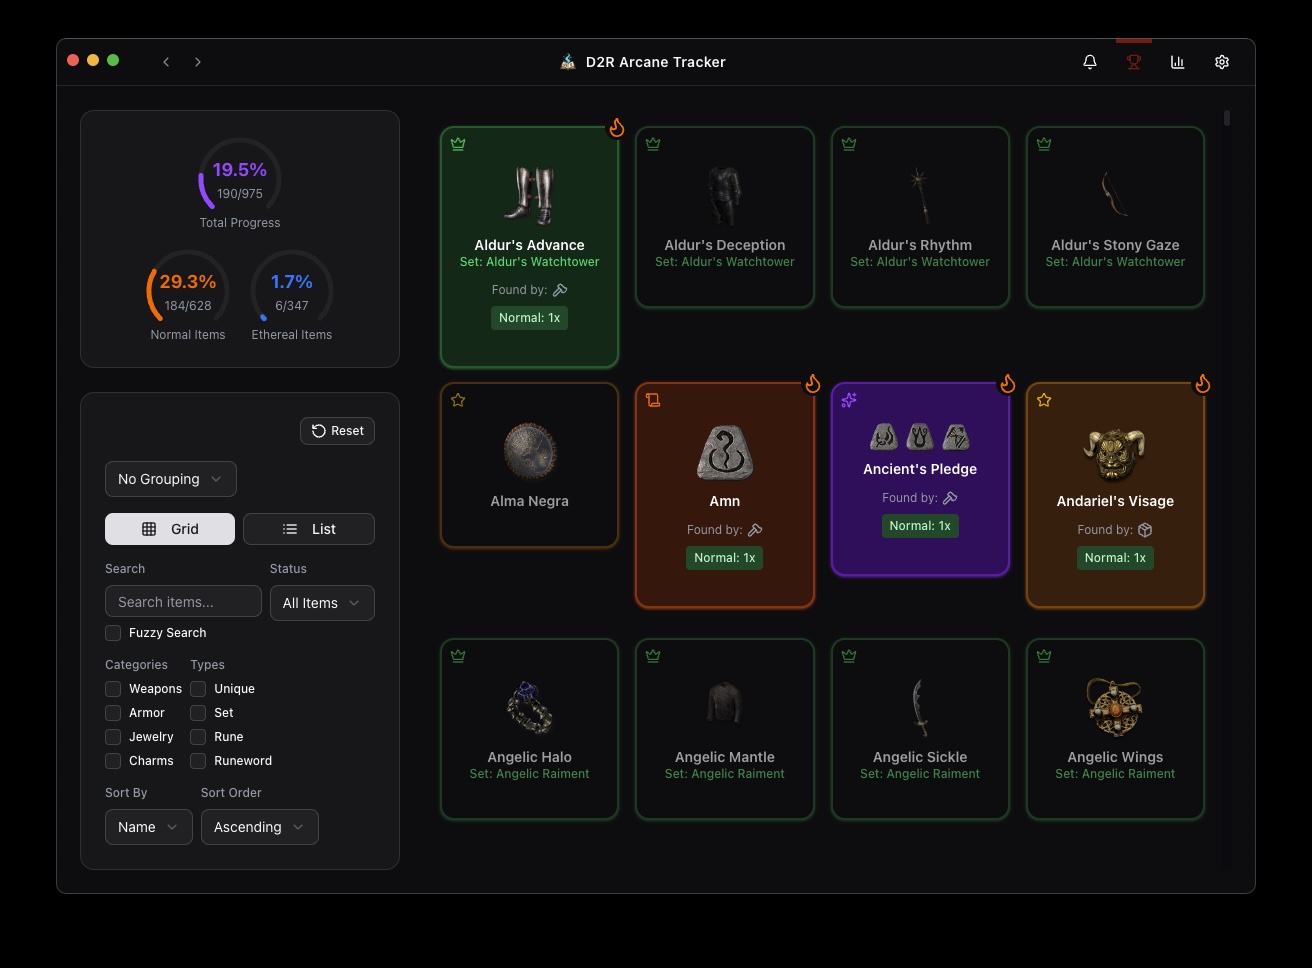 D2R Arcane Tracker
19.5%
190/975
Total Progress
29.3%
184/628
Normal Items
1.7%
6/347
Ethereal Items
Reset
No Grouping
Grid
List
Search
Status
Search items...
All Items
Fuzzy Search
Categories
Types
Weapons
Unique
Armor
Set
Jewelry
Rune
Charms
Runeword
Sort By
Sort Order
Name
Ascending
Aldur's Advance
Set: Aldur's Watchtower
Found by:
Normal: 1x
Aldur's Deception
Set: Aldur's Watchtower
Aldur's Rhythm
Set: Aldur's Watchtower
Aldur's Stony Gaze
Set: Aldur's Watchtower
Alma Negra
Amn
Found by:
Normal: 1x
Ancient's Pledge
Found by:
Normal: 1x
Andariel's Visage
Found by:
Normal: 1x
Angelic Halo
Set: Angelic Raiment
Angelic Mantle
Set: Angelic Raiment
Angelic Sickle
Set: Angelic Raiment
Angelic Wings
Set: Angelic Raiment